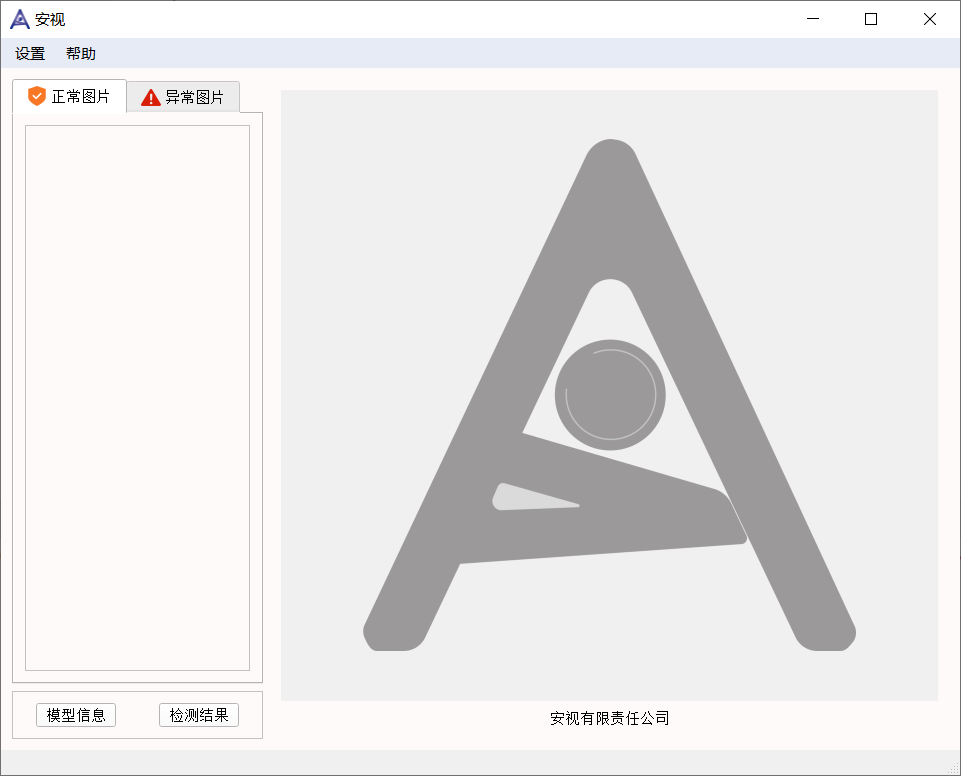 安视
设置 帮助
正常图片 异常图片
模型信息 检测结果
安视有限责任公司